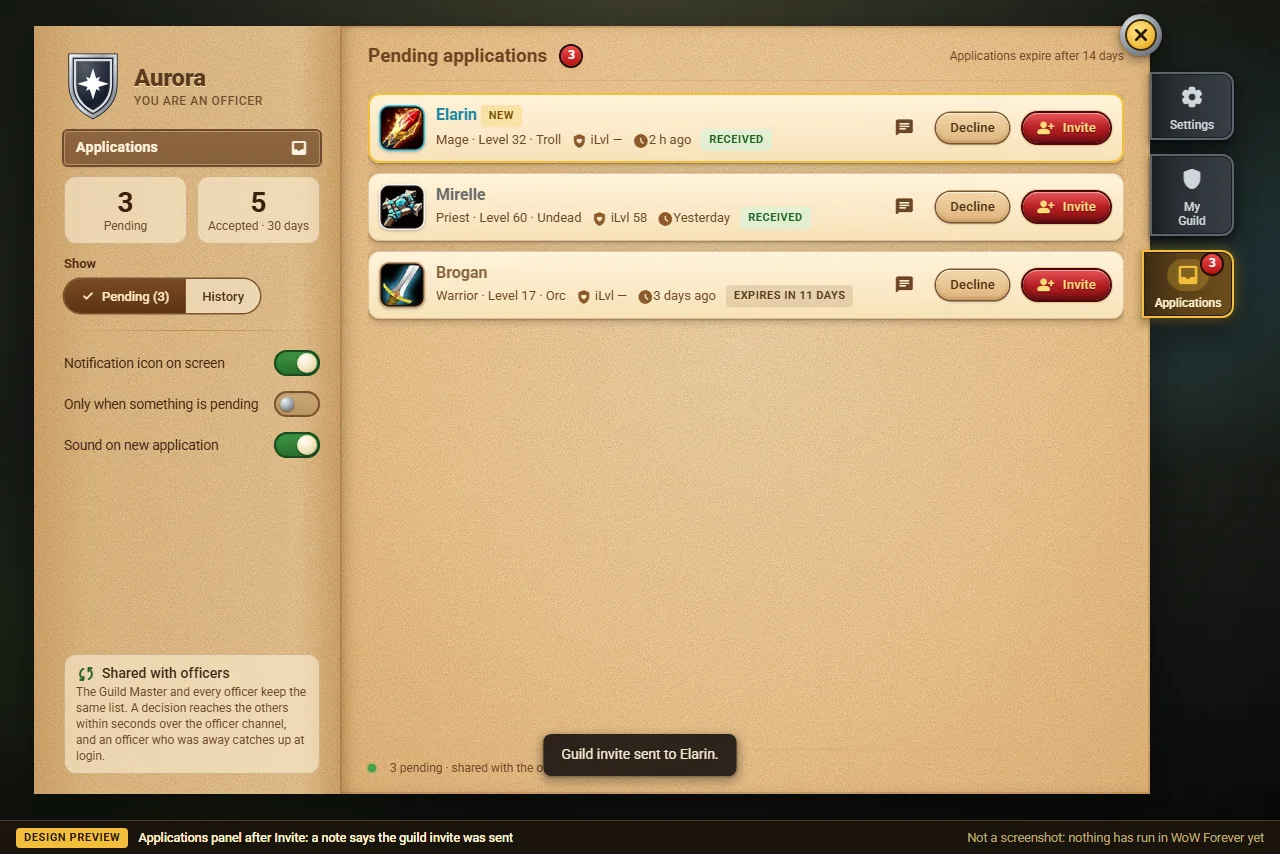 Aurora
YOU ARE AN OFFICER
Applications
3
Pending
5
Accepted · 30 days
Show
Pending (3)
History
Notification icon on screen
Only when something is pending
Sound on new application
Shared with officers
The Guild Master and every officer keep the
same list. A decision reaches the others
within seconds over the officer channel,
and an officer who was away catches up at
login.
Pending applications 3
Applications expire after 14 days
Elarin NEW
Mage · Level 32 · Troll iLvl — 2 h ago RECEIVED
Decline Invite
Mirelle
Priest · Level 60 · Undead iLvl 58 Yesterday RECEIVED
Decline Invite
Brogan
Warrior · Level 17 · Orc iLvl — 3 days ago EXPIRES IN 11 DAYS
Decline Invite
3 pending · shared with the o
Guild invite sent to Elarin.
Settings
My
Guild
3
Applications
DESIGN PREVIEW Applications panel after Invite: a note says the guild invite was sent
Not a screenshot: nothing has run in WoW Forever yet